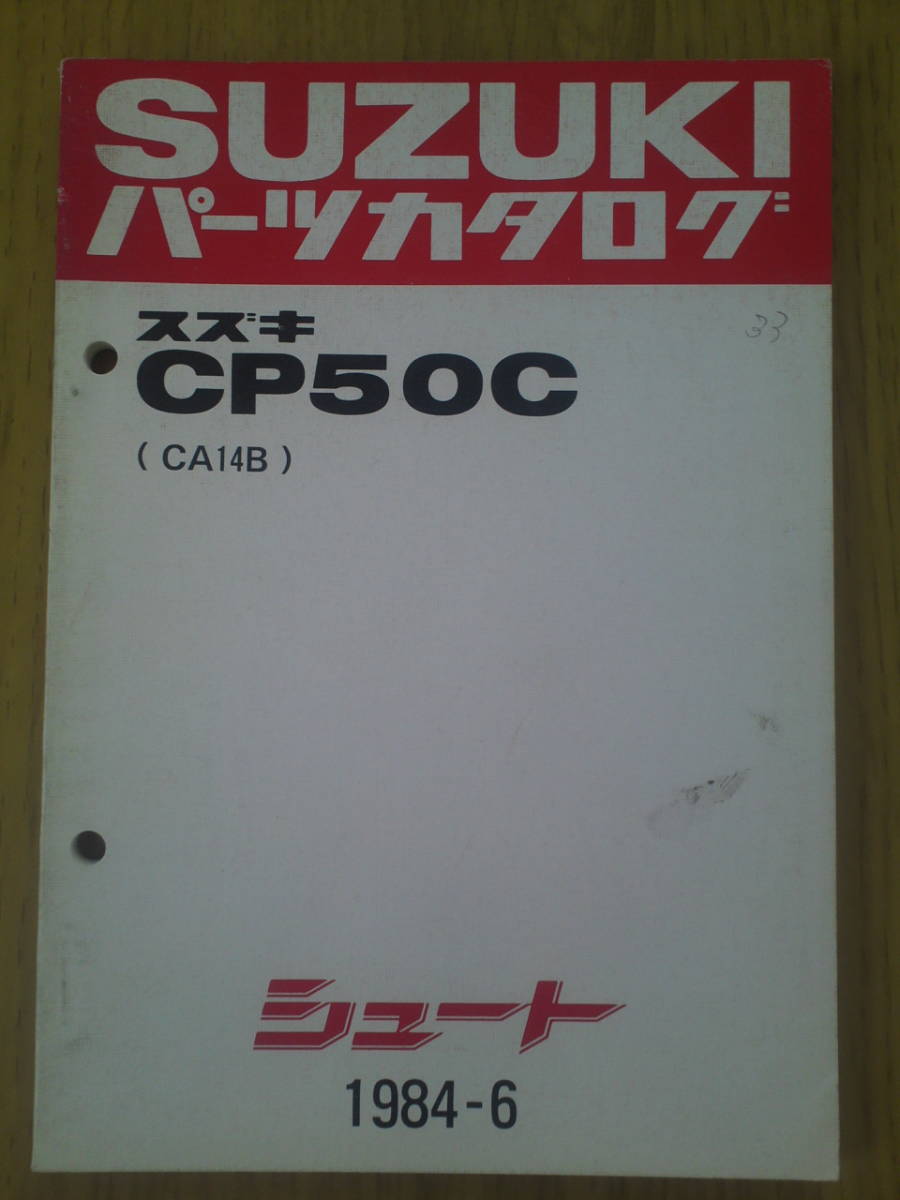 SUZUKI
パーツカタログ
スズキ
33
CP50C
( CA14B )
シュート
1984-6